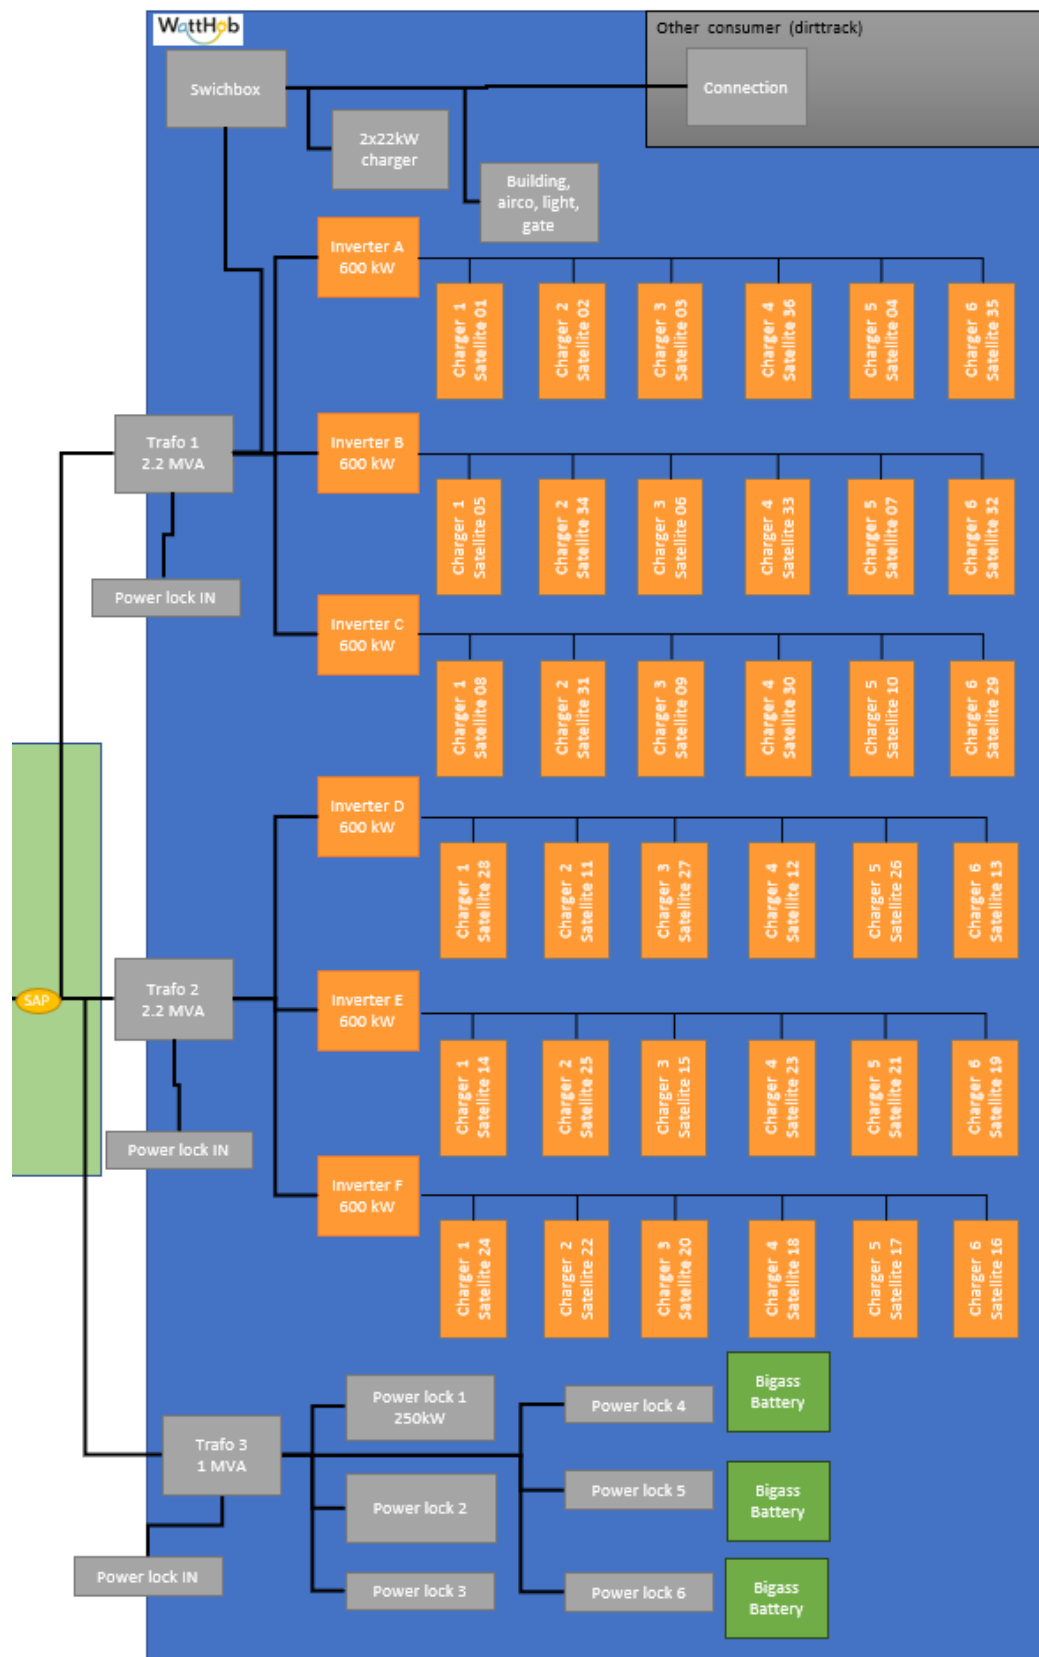 WattHub
Other consumer (dirttrack)
Swichbox
Connection
2x22kW
charger
Building,
airco, light,
gate
Inverter A
600 kW
Charger 1
Satellite 01
Charger 2
Satellite 02
Charger 3
Satellite 03
Charger 4
Satellite 36
Charger 5
Satellite 04
Charger 6
Satellite 35
Trafo 1
2.2 MVA
Inverter B
600 kW
Charger 1
Satellite 05
Charger 2
Satellite 34
Charger 3
Satellite 06
Charger 4
Satellite 33
Charger 5
Satellite 07
Charger 6
Satellite 32
Power lock IN
Inverter C
600 kW
Charger 1
Satellite 08
Charger 2
Satellite 31
Charger 3
Satellite 09
Charger 4
Satellite 30
Charger 5
Satellite 10
Charger 6
Satellite 29
Inverter D
600 kW
Charger 1
Satellite 28
Charger 2
Satellite 11
Charger 3
Satellite 27
Charger 4
Satellite 12
Charger 5
Satellite 26
Charger 6
Satellite 13
SAP
Trafo 2
2.2 MVA
Inverter E
600 kW
Charger 1
Satellite 14
Charger 2
Satellite 25
Charger 3
Satellite 15
Charger 4
Satellite 23
Charger 5
Satellite 21
Charger 6
Satellite 19
Power lock IN
Inverter F
600 kW
Charger 1
Satellite 24
Charger 2
Satellite 22
Charger 3
Satellite 20
Charger 4
Satellite 18
Charger 5
Satellite 17
Charger 6
Satellite 16
Trafo 3
1 MVA
Power lock 1
250kW
Power lock 4
Bigass
Battery
Power lock 2
Power lock 5
Bigass
Battery
Power lock IN
Power lock 3
Power lock 6
Bigass
Battery